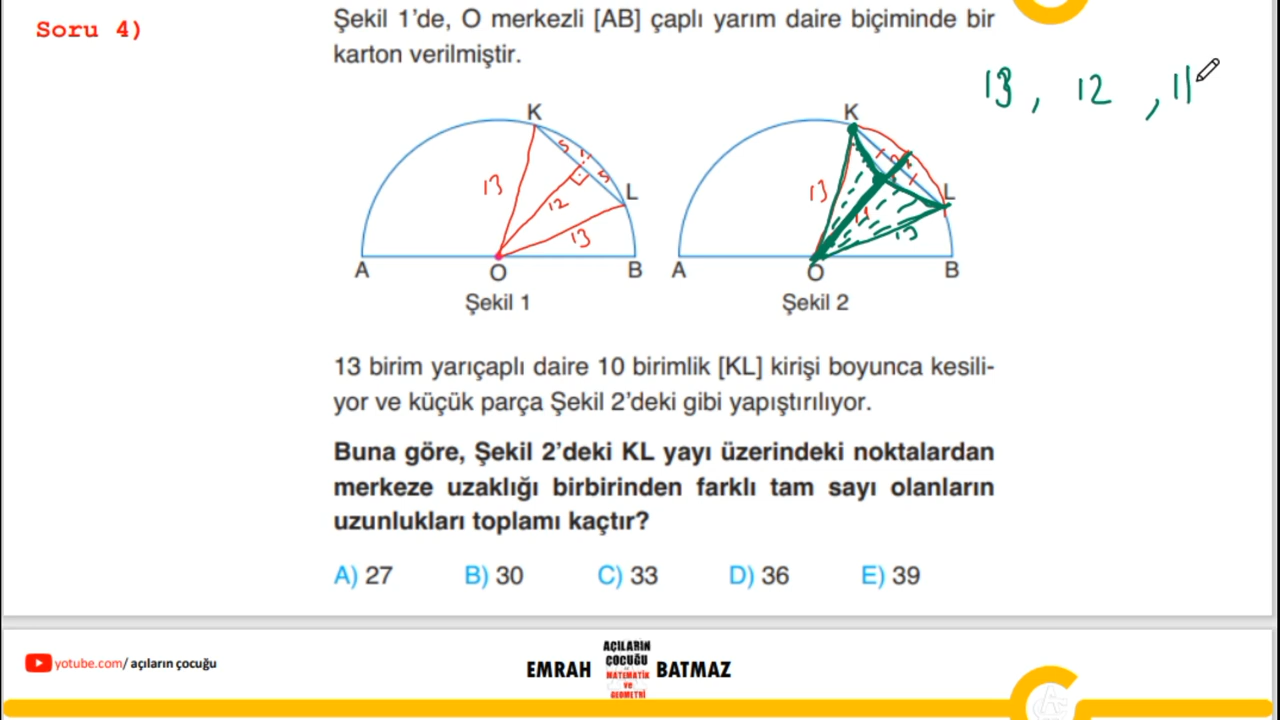 Soru 4)
Şekil 1’de, O merkezli [AB] çaplı yarım daire biçiminde bir
karton verilmiştir.
13 , 12 , 11
K
L
A
O
B
13
12
13
5
5
Şekil 1
K
L
A
O
B
13
13
Şekil 2
13 birim yarıçaplı daire 10 birimlik [KL] kirişi boyunca kesili-
yor ve küçük parça Şekil 2’deki gibi yapıştırılıyor.
Buna göre, Şekil 2’deki KL yayı üzerindeki noktalardan
merkeze uzaklığı birbirinden farklı tam sayı olanların
uzunlukları toplamı kaçtır?
A) 27 B) 30 C) 33 D) 36 E) 39
yotube.com/ açıların çocuğu
EMRAH
AÇILARIN
ÇOCUĞU
MATEMATİK
ve
GEOMETRİ
BATMAZ